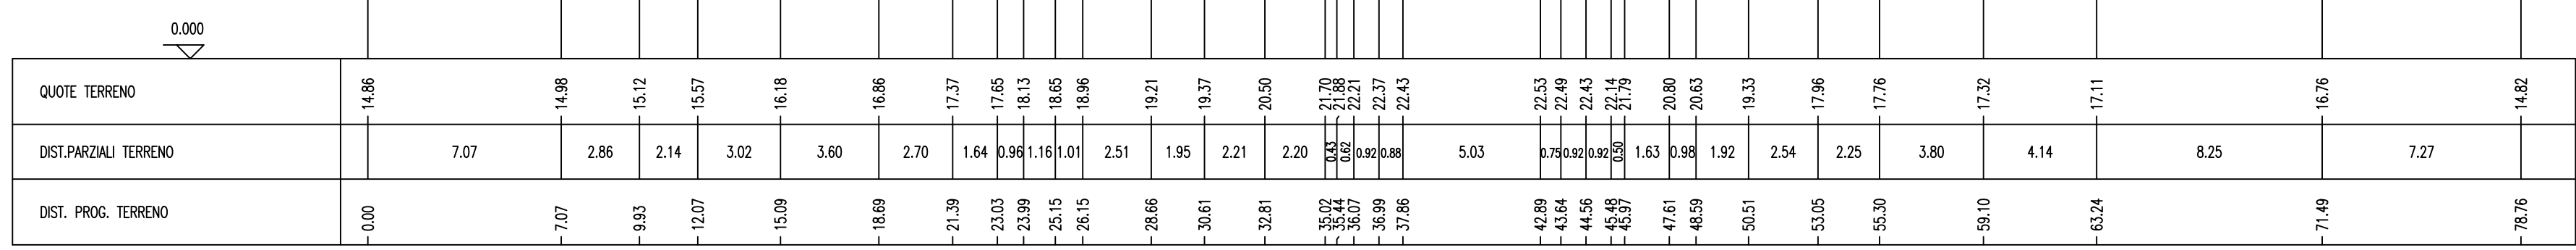 0.000
QUOTE TERRENO 14.86 14.98 15.12 15.57 16.18 16.86 17.37 17.65 18.13 18.65 18.96 19.21 19.37 20.50 21.70 21.88 22.21 22.37 22.43 22.53 22.49 22.43 22.14 21.79 20.80 20.63 19.33 17.96 17.76 17.32 17.11 16.76 14.82
DIST.PARZIALI TERRENO 7.07 2.86 2.14 3.02 3.60 2.70 1.64 0.96 1.16 1.01 2.51 1.95 2.21 2.20 0.43 0.62 0.92 0.88 5.03 0.75 0.92 0.92 0.50 1.63 0.98 1.92 2.54 2.25 3.80 4.14 8.25 7.27
DIST. PROG. TERRENO 0.00 7.07 9.93 12.07 15.09 18.69 21.39 23.03 23.99 25.15 26.15 28.66 30.61 32.81 35.02 35.44 36.07 36.99 37.86 42.89 43.64 44.56 45.48 45.97 47.61 48.59 50.51 53.05 55.30 59.10 63.24 71.49 78.76